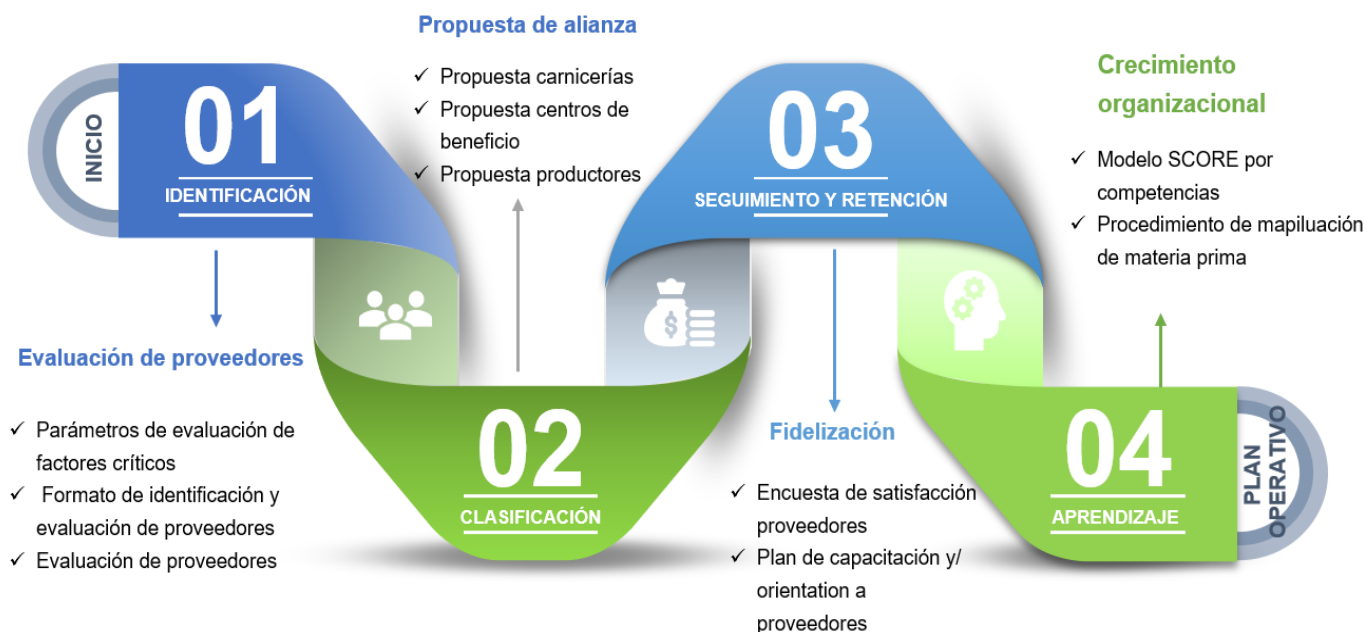 INICIO
01
IDENTIFICACIÓN
Evaluación de proveedores
✓ Parámetros de evaluación de
factores críticos
✓ Formato de identificación y
evaluación de proveedores
✓ Evaluación de proveedores
Propuesta de alianza
✓ Propuesta carnicerías
✓ Propuesta centros de
beneficio
✓ Propuesta productores
02
CLASIFICACIÓN
$
03
SEGUIMIENTO Y RETENCIÓN
Fidelización
✓ Encuesta de satisfacción
proveedores
✓ Plan de capacitación y/
orientation a
proveedores
Crecimiento
organizacional
✓ Modelo SCORE por
competencias
✓ Procedimiento de mapiluación
de materia prima
04
APRENDIZAJE
PLAN
OPERATIVO